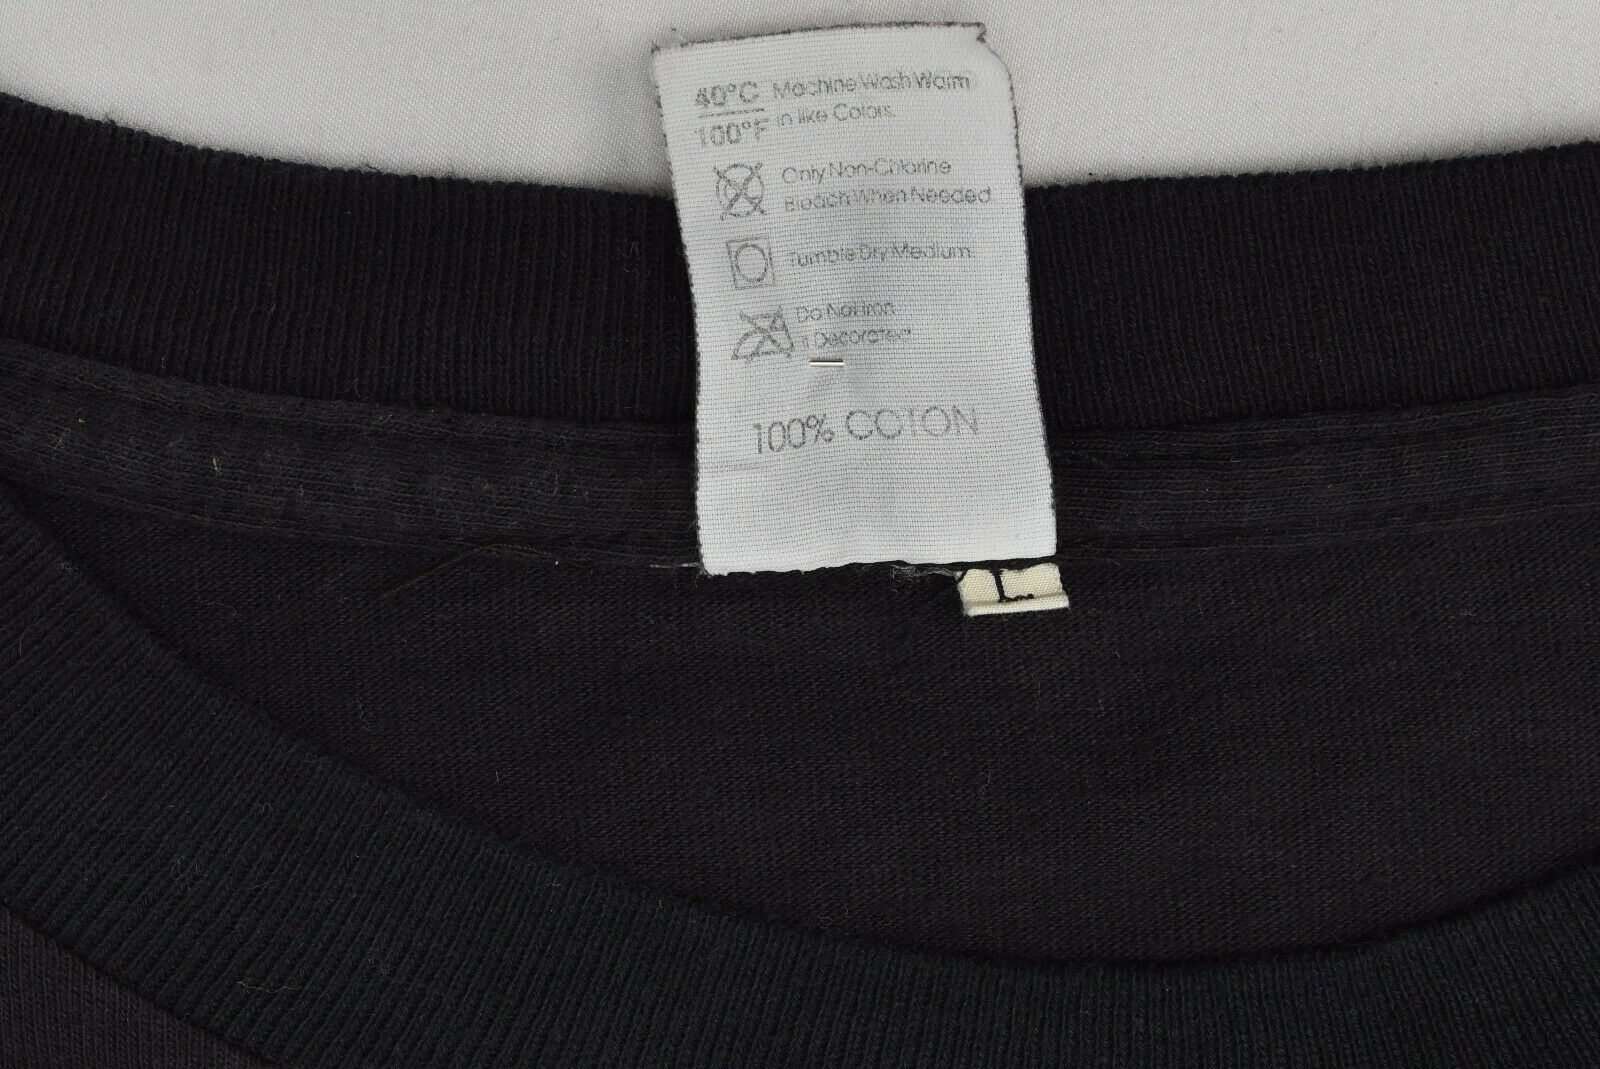 40°C Machine Wash Warm
100°F in like Colors.
Only Non-Chlorine
Bleach When Needed.
Tumble Dry Medium.
Do Not Iron
if Decorated
100% COTTON
L